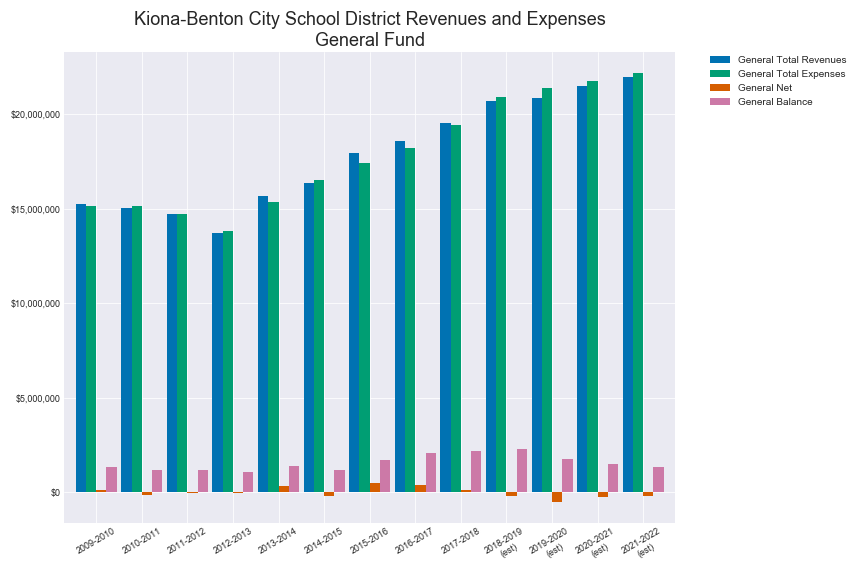 Kiona-Benton City School District Revenues and Expenses
General Fund
General Total Revenues
General Total Expenses
General Net
General Balance
$20,000,000
$15,000,000
$10,000,000
$5,000,000
$0
2009-2010
2010-2011
2011-2012
2012-2013
2013-2014
2014-2015
2015-2016
2016-2017
2017-2018
2018-2019
(est)
2019-2020
(est)
2020-2021
(est)
2021-2022
(est)